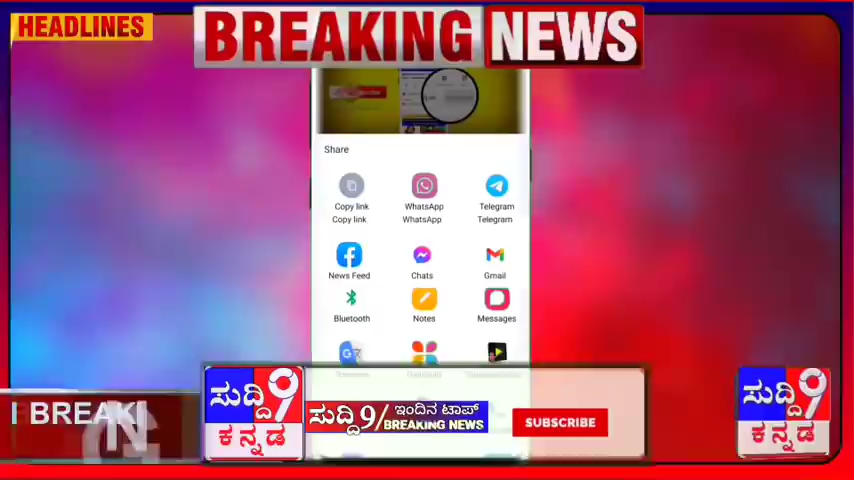 HEADLINES
BREAKING NEWS
Share
Copy link
WhatsApp
Telegram
Copy link
WhatsApp
Telegram
News Feed
Chats
Gmail
Bluetooth
Notes
Messages
ಸುದ್ದಿ 9
ಕನ್ನಡ
BREAKI
ಸುದ್ದಿ 9/
ಇಂದಿನ ಟಾಪ್
BREAKING NEWS
SUBSCRIBE
ಸುದ್ದಿ 9
ಕನ್ನಡ